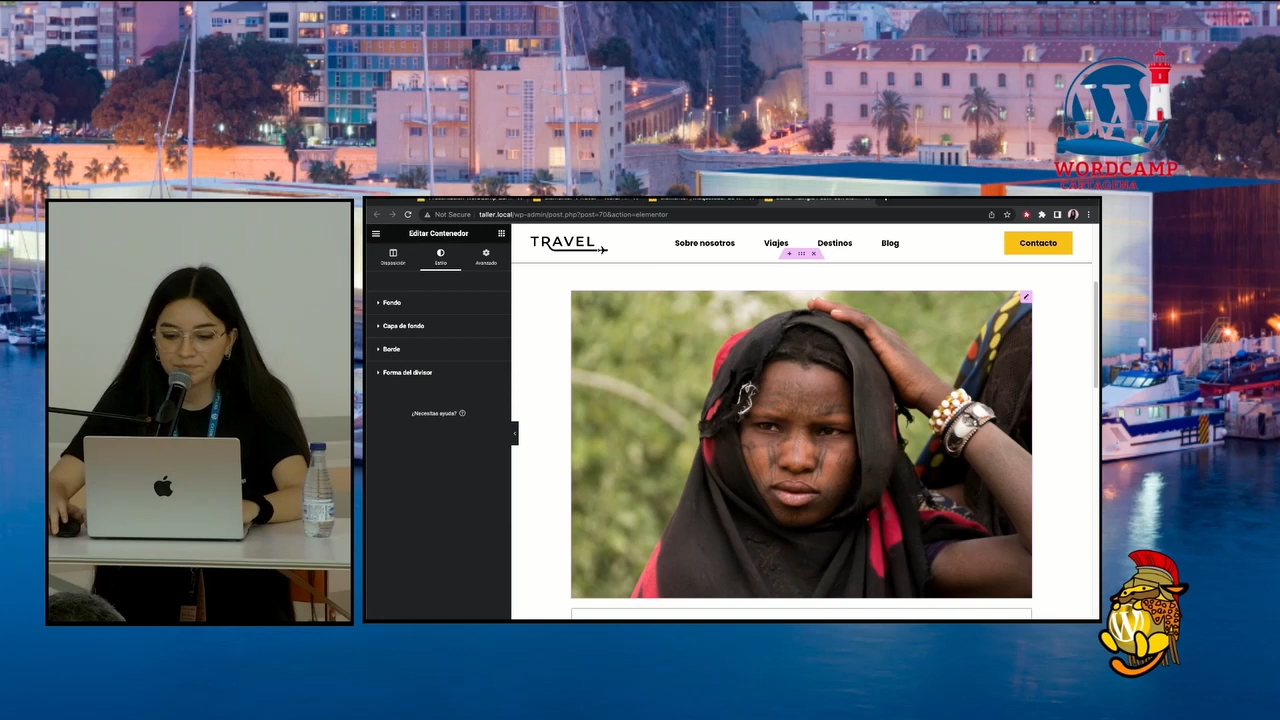 WORDCAMP
CARTAGENA
Not Secure
taller.local/wp-admin/post.php?post=70&action=elementor
Editar Contenedor
Disposición
Estilo
Avanzado
Fondo
Capa de fondo
Borde
Forma del divisor
¿Necesitas ayuda?
TRAVEL
Sobre nosotros
Viajes
Destinos
Blog
Contacto